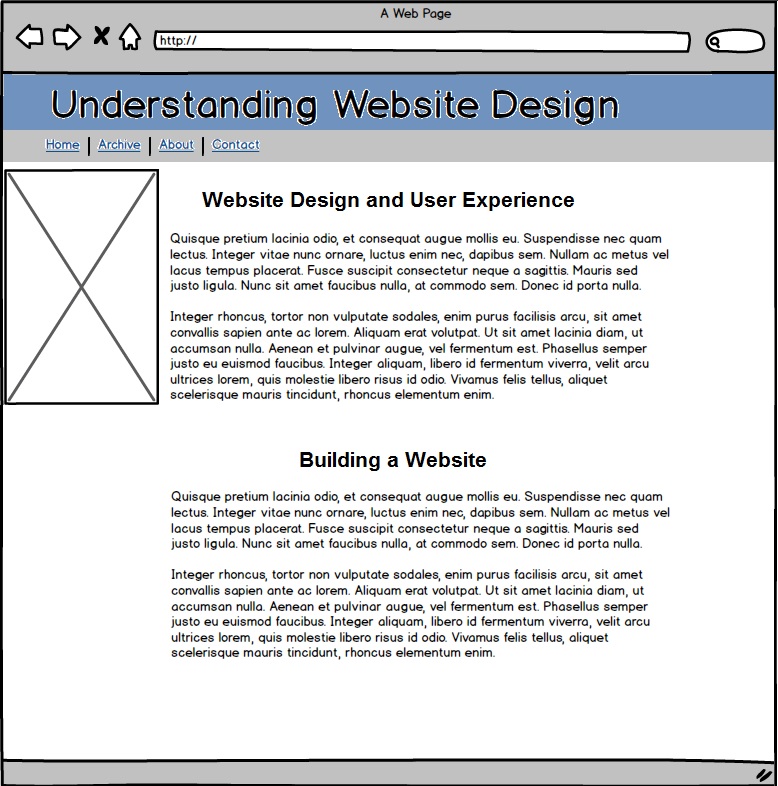 A Web Page
http://
Understanding Website Design
Home | Archive | About | Contact
Website Design and User Experience
Quisque pretium lacinia odio, et consequat augue mollis eu. Suspendisse nec quam
lectus. Integer vitae nunc ornare, luctus enim nec, dapibus sem. Nullam ac metus vel
lacus tempus placerat. Fusce suscipit consectetur neque a sagittis. Mauris sed
justo ligula. Nunc sit amet faucibus nulla, at commodo sem. Donec id porta nulla.
Integer rhoncus, tortor non vulputate sodales, enim purus facilisis arcu, sit amet
convallis sapien ante ac lorem. Aliquam erat volutpat. Ut sit amet lacinia diam, ut
accumsan nulla. Aenean et pulvinar augue, vel fermentum est. Phasellus semper
justo eu euismod faucibus. Integer aliquam, libero id fermentum viverra, velit arcu
ultrices lorem, quis molestie libero risus id odio. Vivamus felis tellus, aliquet
scelerisque mauris tincidunt, rhoncus elementum enim.
Building a Website
Quisque pretium lacinia odio, et consequat augue mollis eu. Suspendisse nec quam
lectus. Integer vitae nunc ornare, luctus enim nec, dapibus sem. Nullam ac metus vel
lacus tempus placerat. Fusce suscipit consectetur neque a sagittis. Mauris sed
justo ligula. Nunc sit amet faucibus nulla, at commodo sem. Donec id porta nulla.
Integer rhoncus, tortor non vulputate sodales, enim purus facilisis arcu, sit amet
convallis sapien ante ac lorem. Aliquam erat volutpat. Ut sit amet lacinia diam, ut
accumsan nulla. Aenean et pulvinar augue, vel fermentum est. Phasellus semper
justo eu euismod faucibus. Integer aliquam, libero id fermentum viverra, velit arcu
ultrices lorem, quis molestie libero risus id odio. Vivamus felis tellus, aliquet
scelerisque mauris tincidunt, rhoncus elementum enim.